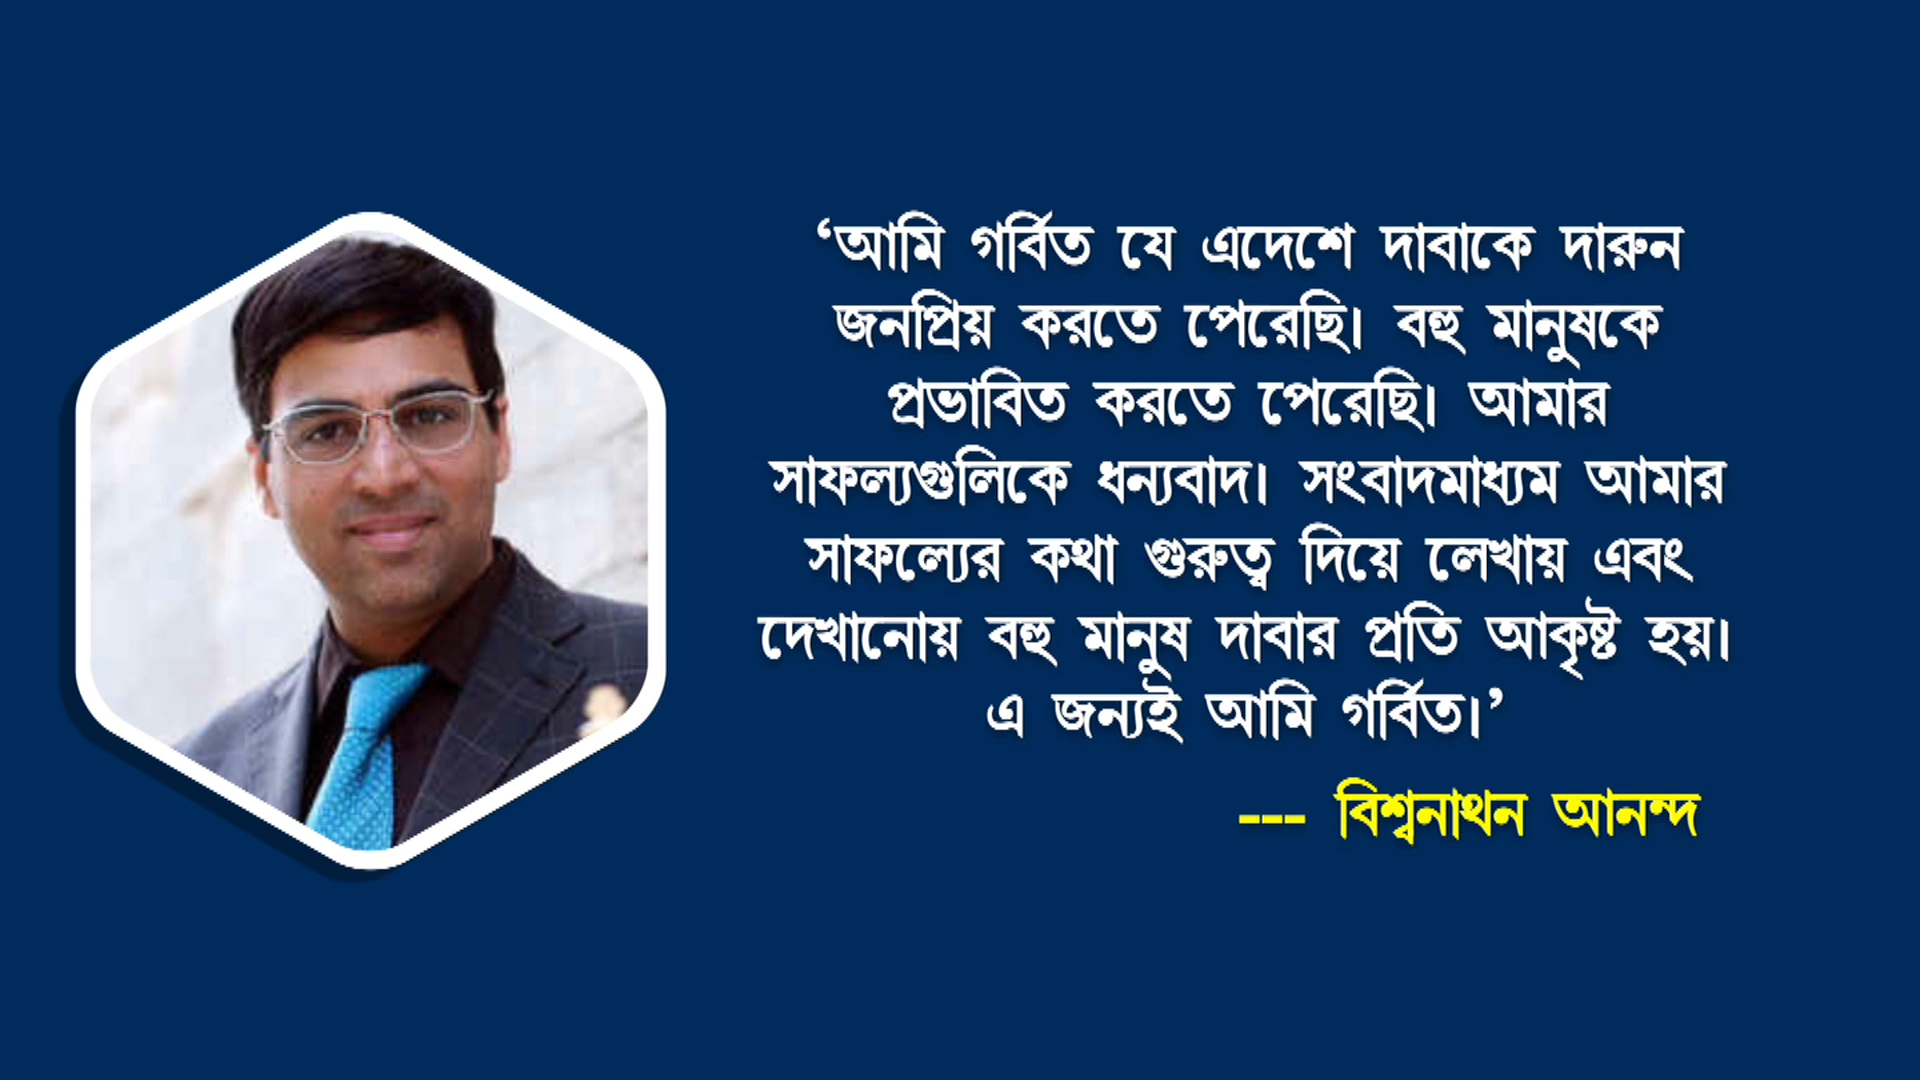 ‘আমি গর্বিত যে এদেশে দাবাকে দারুন
জনপ্রিয় করতে পেরেছি। বহু মানুষকে
প্রভাবিত করতে পেরেছি। আমার
সাফল্যগুলিকে ধন্যবাদ। সংবাদমাধ্যম আমার
সাফল্যের কথা গুরুত্ব দিয়ে লেখায় এবং
দেখানোয় বহু মানুষ দাবার প্রতি আকৃষ্ট হয়।
এ জন্যই আমি গর্বিত।’
--- বিশ্বনাথন আনন্দ